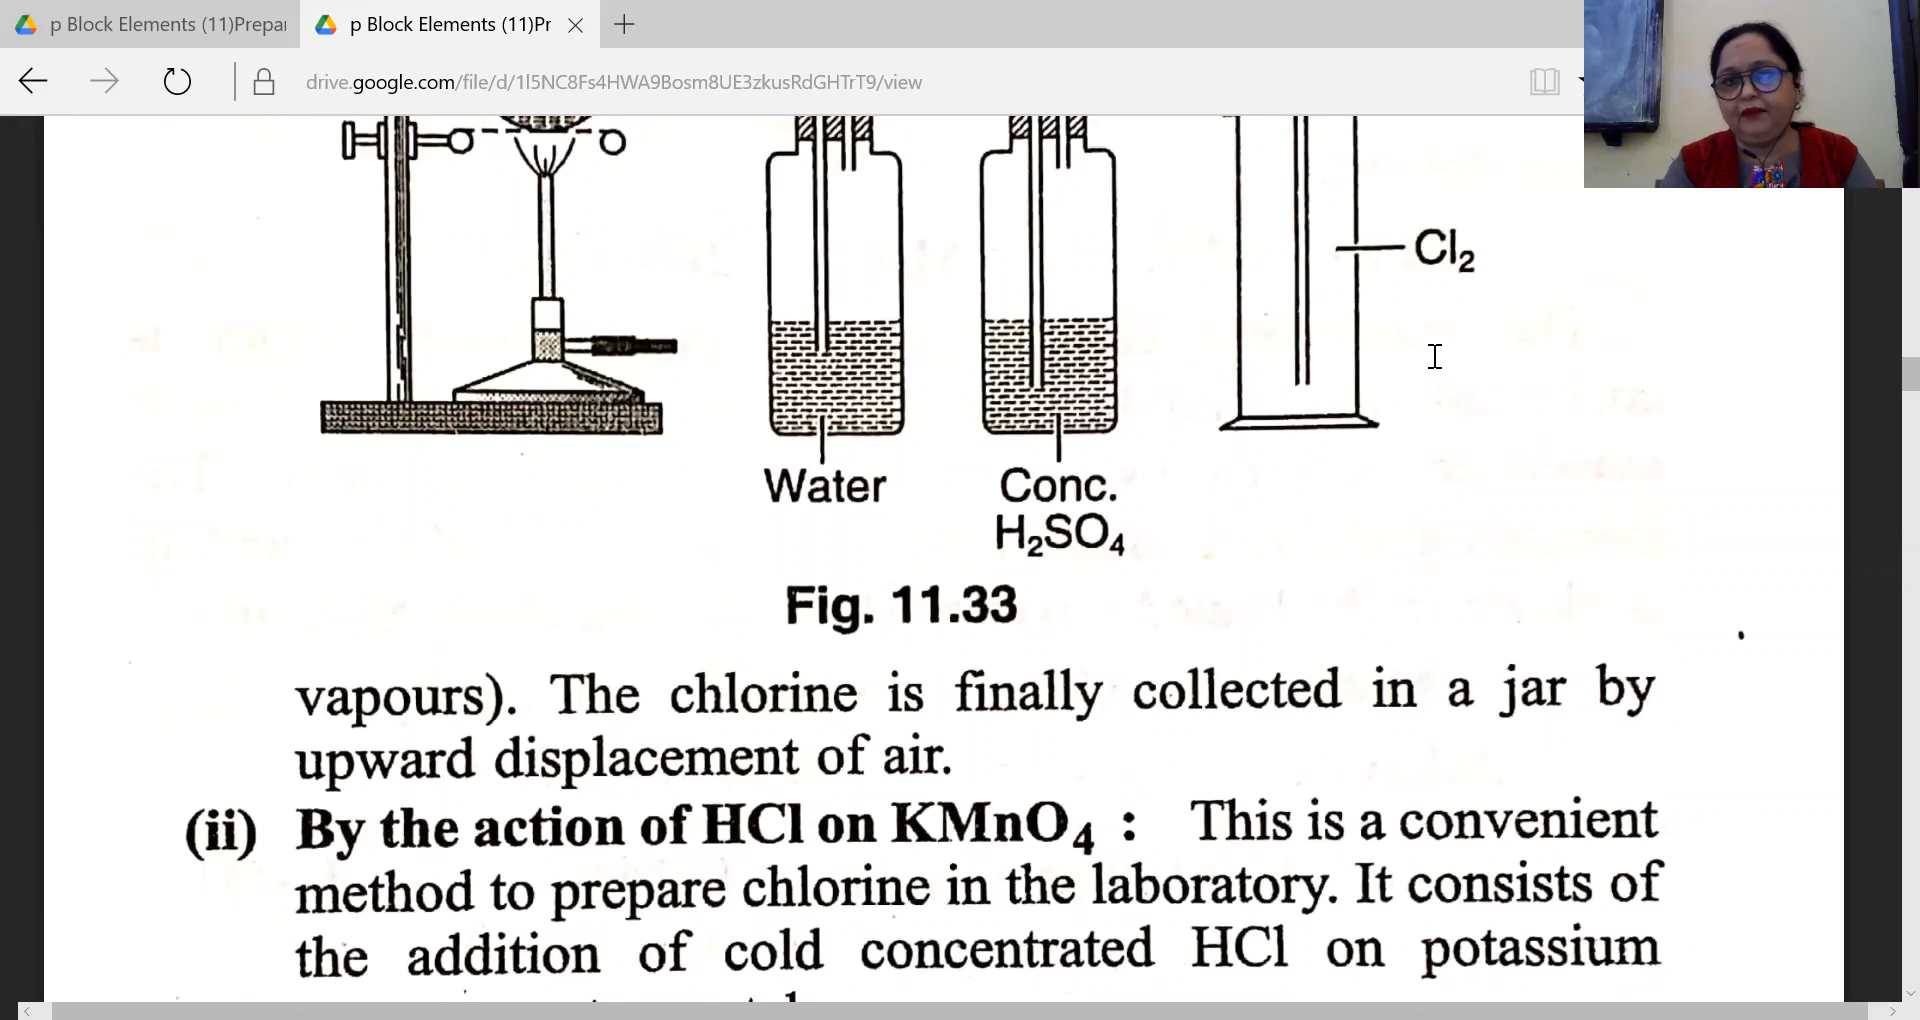 p Block Elements (11)Prepar
p Block Elements (11)Pr
drive.google.com/file/d/1l5NC8Fs4HWA9Bosm8UE3zkusRdGHTrT9/view
Cl2
Water
Conc.
H2SO4
Fig. 11.33
vapours). The chlorine is finally collected in a jar by
upward displacement of air.
(ii) By the action of HCl on KMnO4 : This is a convenient
method to prepare chlorine in the laboratory. It consists of
the addition of cold concentrated HCl on potassium